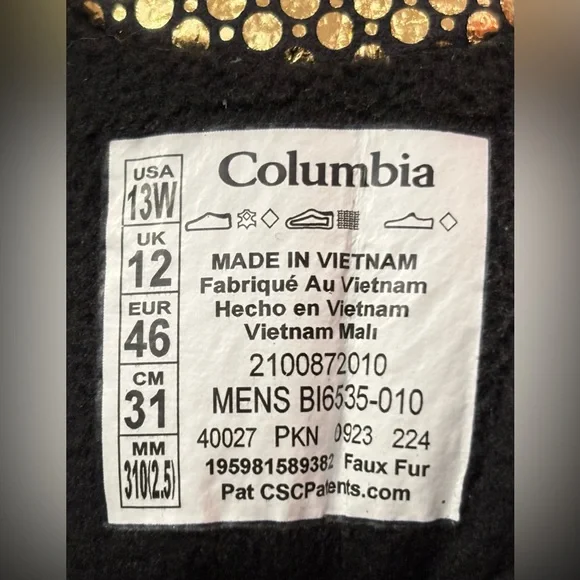 Columbia
USA
13W
UK
12
EUR
46
CM
31
MM
310(2.5)
MADE IN VIETNAM
Fabriqué Au Vietnam
Hecho en Vietnam
Vietnam Malı
2100872010
MENS BI6535-010
40027 PKN 0923 224
195981589382 Faux Fur
Pat CSCPatents.com